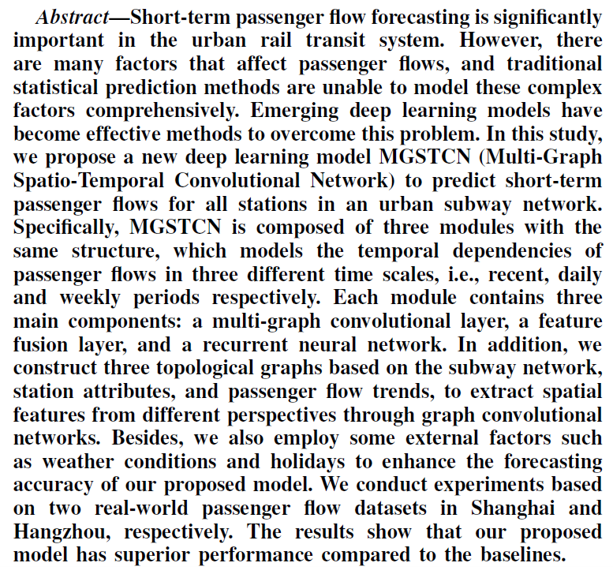 Abstract—Short-term passenger flow forecasting is significantly
important in the urban rail transit system. However, there
are many factors that affect passenger flows, and traditional
statistical prediction methods are unable to model these complex
factors comprehensively. Emerging deep learning models have
become effective methods to overcome this problem. In this study,
we propose a new deep learning model MGSTCN (Multi-Graph
Spatio-Temporal Convolutional Network) to predict short-term
passenger flows for all stations in an urban subway network.
Specifically, MGSTCN is composed of three modules with the
same structure, which models the temporal dependencies of
passenger flows in three different time scales, i.e., recent, daily
and weekly periods respectively. Each module contains three
main components: a multi-graph convolutional layer, a feature
fusion layer, and a recurrent neural network. In addition, we
construct three topological graphs based on the subway network,
station attributes, and passenger flow trends, to extract spatial
features from different perspectives through graph convolutional
networks. Besides, we also employ some external factors such
as weather conditions and holidays to enhance the forecasting
accuracy of our proposed model. We conduct experiments based
on two real-world passenger flow datasets in Shanghai and
Hangzhou, respectively. The results show that our proposed
model has superior performance compared to the baselines.